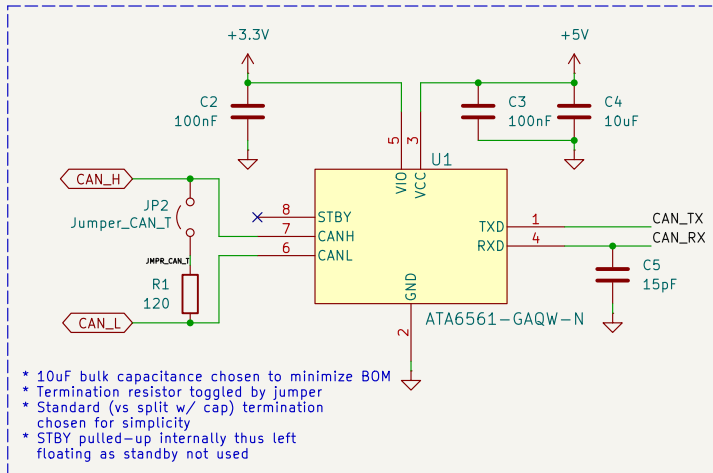 +3.3V
+5V
C2
100nF
C3
100nF
C4
10uF
5
3
U1
VIO
VCC
CAN_H
JP2
Jumper_CAN_T
8
STBY
7
CANH
6
CANL
TXD
1
CAN_TX
RXD
4
CAN_RX
JMPR_CAN_T
R1
120
C5
15pF
GND
2
CAN_L
ATA6561-GAQW-N
* 10uF bulk capacitance chosen to minimize BOM
* Termination resistor toggled by jumper
* Standard (vs split w/ cap) termination
chosen for simplicity
* STBY pulled-up internally thus left
floating as standby not used